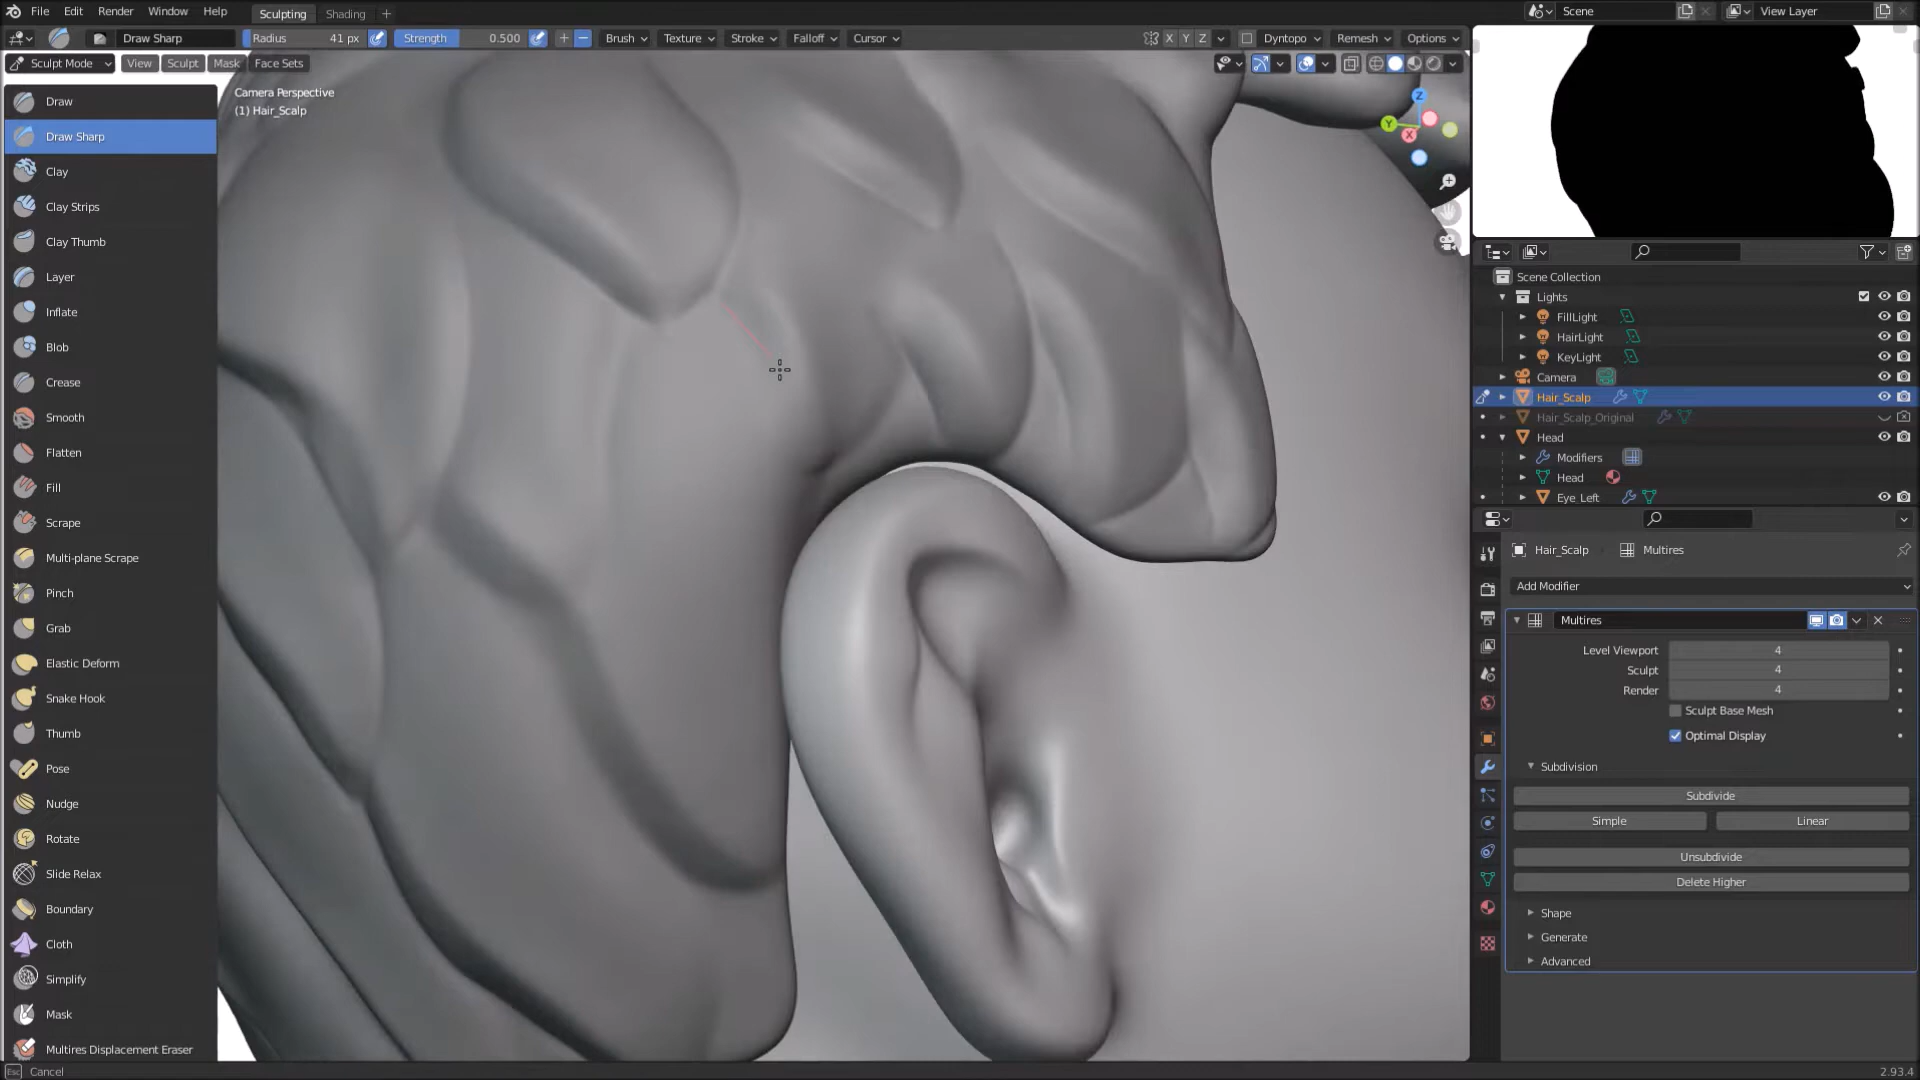 File Edit Render Window Help Sculpting Shading + Scene View Layer
Draw Sharp Radius 41 px Strength 0.500 + − Brush Texture Stroke Falloff Cursor X Y Z Dyntopo Remesh Options
Sculpt Mode View Sculpt Mask Face Sets
Camera Perspective
(1) Hair_Scalp
Z
Y
X
Draw
Draw Sharp
Clay
Clay Strips
Clay Thumb
Layer
Inflate
Blob
Crease
Smooth
Flatten
Fill
Scrape
Multi-plane Scrape
Pinch
Grab
Elastic Deform
Snake Hook
Thumb
Pose
Nudge
Rotate
Slide Relax
Boundary
Cloth
Simplify
Mask
Multires Displacement Eraser
Scene Collection
Lights
FillLight
HairLight
KeyLight
Camera
Hair_Scalp
Hair_Scalp_Original
Head
Modifiers
Head
Eye_Left
Hair_Scalp Multires
Add Modifier
Multires
Level Viewport 4
Sculpt 4
Render 4
Sculpt Base Mesh
Optimal Display
Subdivision
Subdivide
Simple Linear
Unsubdivide
Delete Higher
Shape
Generate
Advanced
Esc Cancel 2.93.4